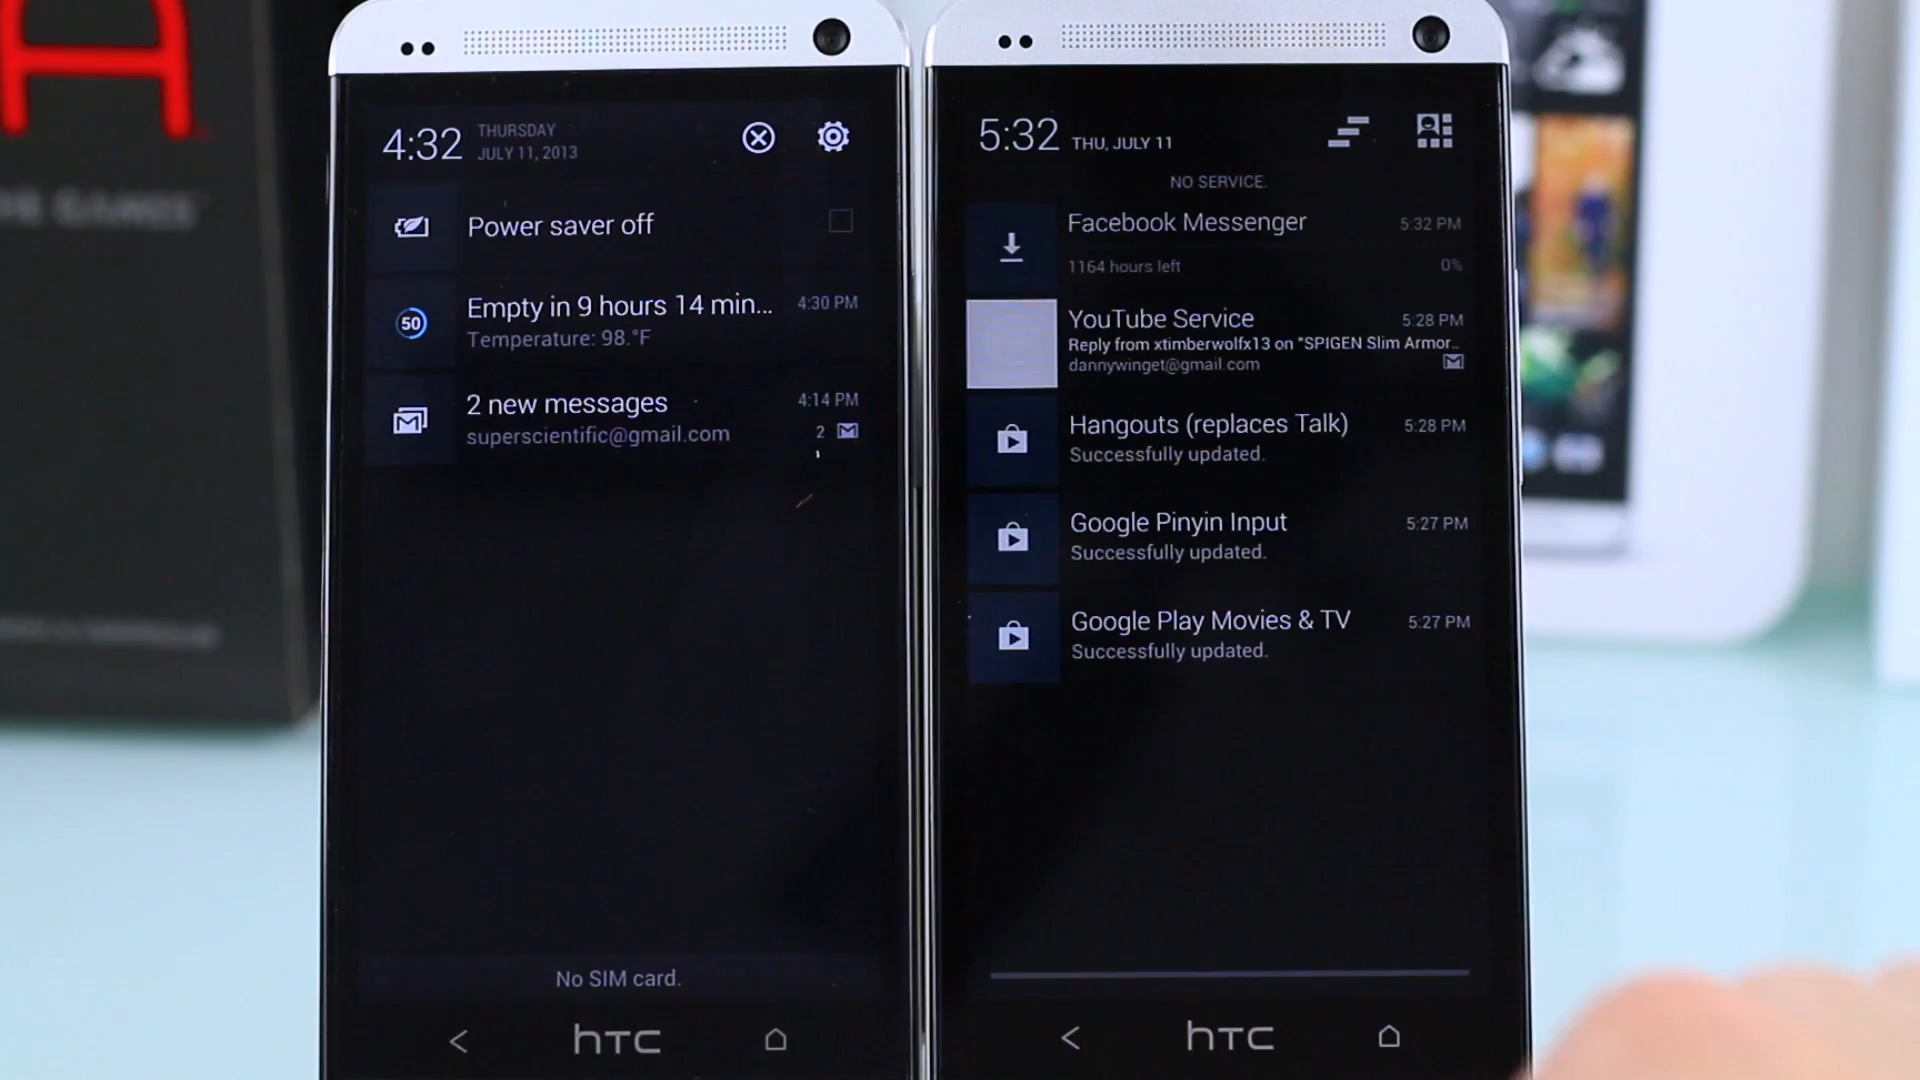 4:32
THURSDAY
JULY 11, 2013
Power saver off
50
Empty in 9 hours 14 min...
4:30 PM
Temperature: 98.°F
2 new messages
4:14 PM
superscientific@gmail.com
2
No SIM card.
hTC
5:32
THU, JULY 11
NO SERVICE.
Facebook Messenger
5:32 PM
1164 hours left
0%
YouTube Service
5:28 PM
Reply from xtimberwolfx13 on "SPIGEN Slim Armor..
dannywinget@gmail.com
Hangouts (replaces Talk)
5:28 PM
Successfully updated.
Google Pinyin Input
5:27 PM
Successfully updated.
Google Play Movies & TV
5:27 PM
Successfully updated.
hTC
A
GAMES